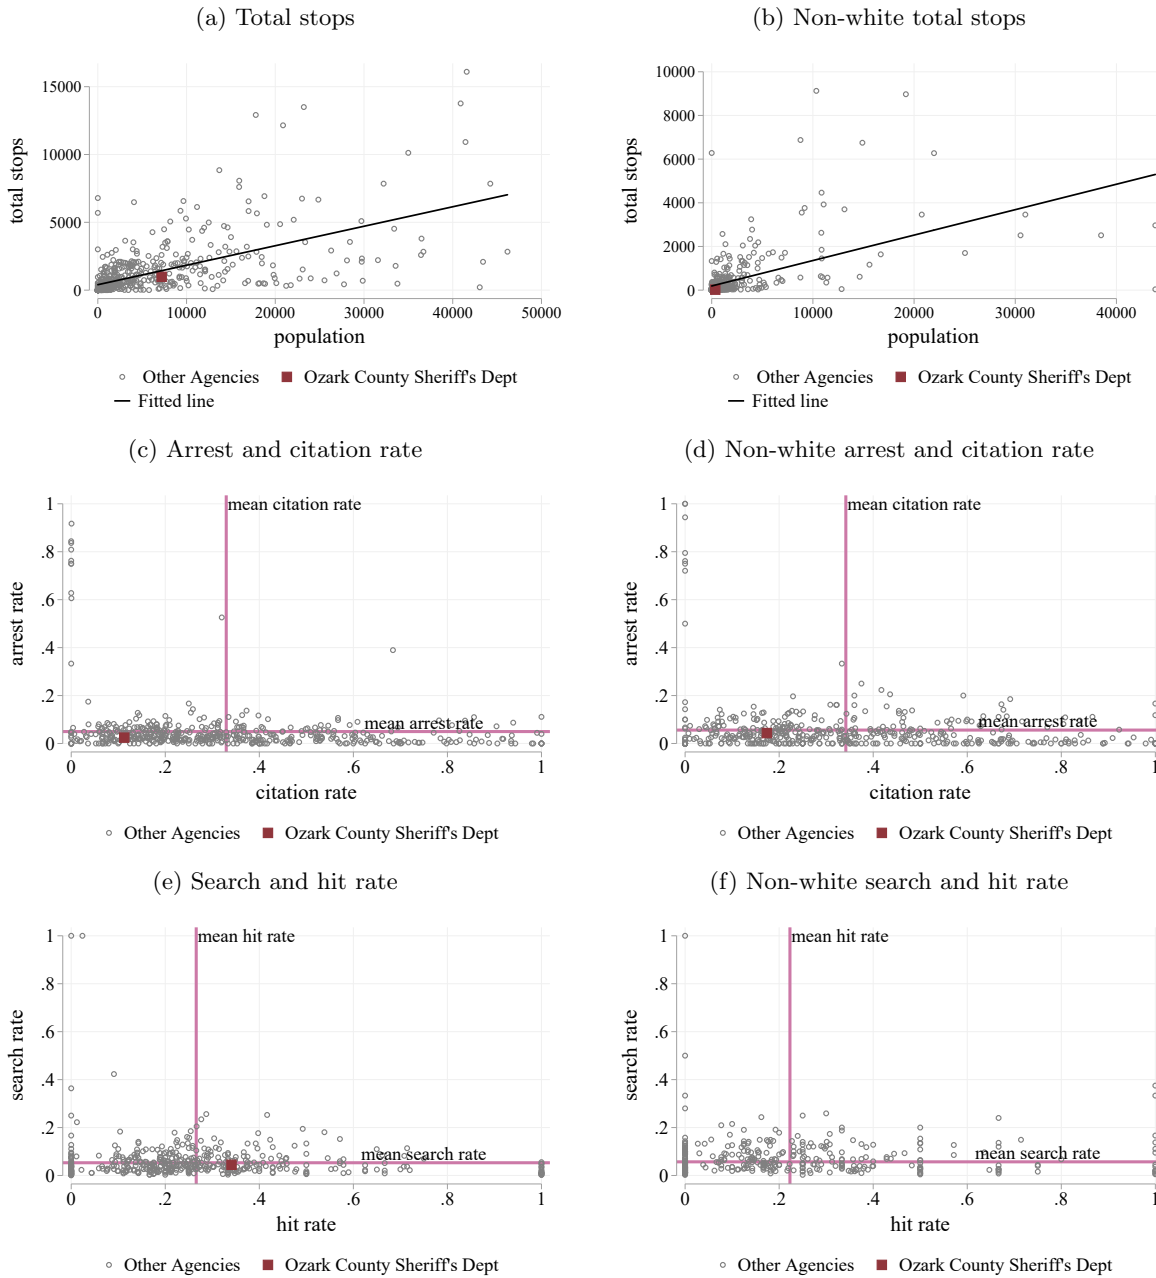 (a) Total stops
(b) Non-white total stops
total stops
15000
10000
5000
0
0 10000 20000 30000 40000 50000
population
Other Agencies Ozark County Sheriff's Dept
Fitted line
total stops
10000
8000
6000
4000
2000
0
0 10000 20000 30000 40000
population
Other Agencies Ozark County Sheriff's Dept
Fitted line
(c) Arrest and citation rate
(d) Non-white arrest and citation rate
arrest rate
1
.8
.6
.4
.2
0
mean citation rate
mean arrest rate
0 .2 .4 .6 .8 1
citation rate
Other Agencies Ozark County Sheriff's Dept
arrest rate
1
.8
.6
.4
.2
0
mean citation rate
mean arrest rate
0 .2 .4 .6 .8 1
citation rate
Other Agencies Ozark County Sheriff's Dept
(e) Search and hit rate
(f) Non-white search and hit rate
search rate
1
.8
.6
.4
.2
0
mean hit rate
mean search rate
0 .2 .4 .6 .8 1
hit rate
Other Agencies Ozark County Sheriff's Dept
search rate
1
.8
.6
.4
.2
0
mean hit rate
mean search rate
0 .2 .4 .6 .8 1
hit rate
Other Agencies Ozark County Sheriff's Dept